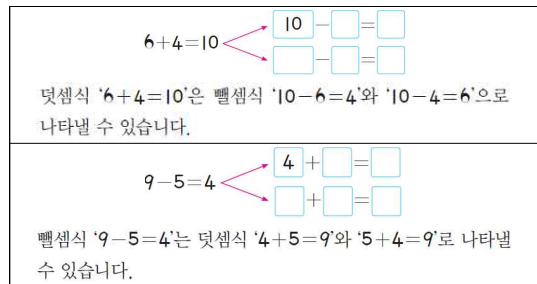 6+4=10
10 - □ = □
□ - □ = □
덧셈식 ‘6+4=10’은 뺄셈식 ‘10-6=4’와 ‘10-4=6’으로
나타낼 수 있습니다.
9-5=4
4 + □ = □
□ + □ = □
뺄셈식 ‘9-5=4’는 덧셈식 ‘4+5=9’와 ‘5+4=9’로 나타낼
수 있습니다.